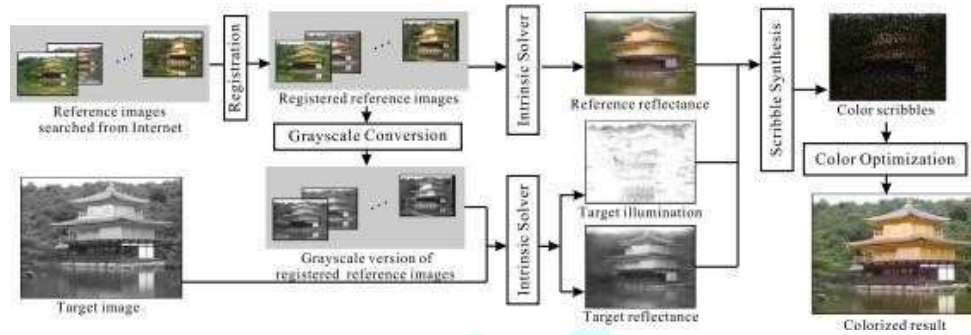 Reference images
searched from Internet
Registration
Registered reference images
Grayscale Conversion
Grayscale version of
registered reference images
Target image
Intrinsic Solver
Intrinsic Solver
Reference reflectance
Target illumination
Target reflectance
Scribble Synthesis
Color scribbles
Color Optimization
Colorized result